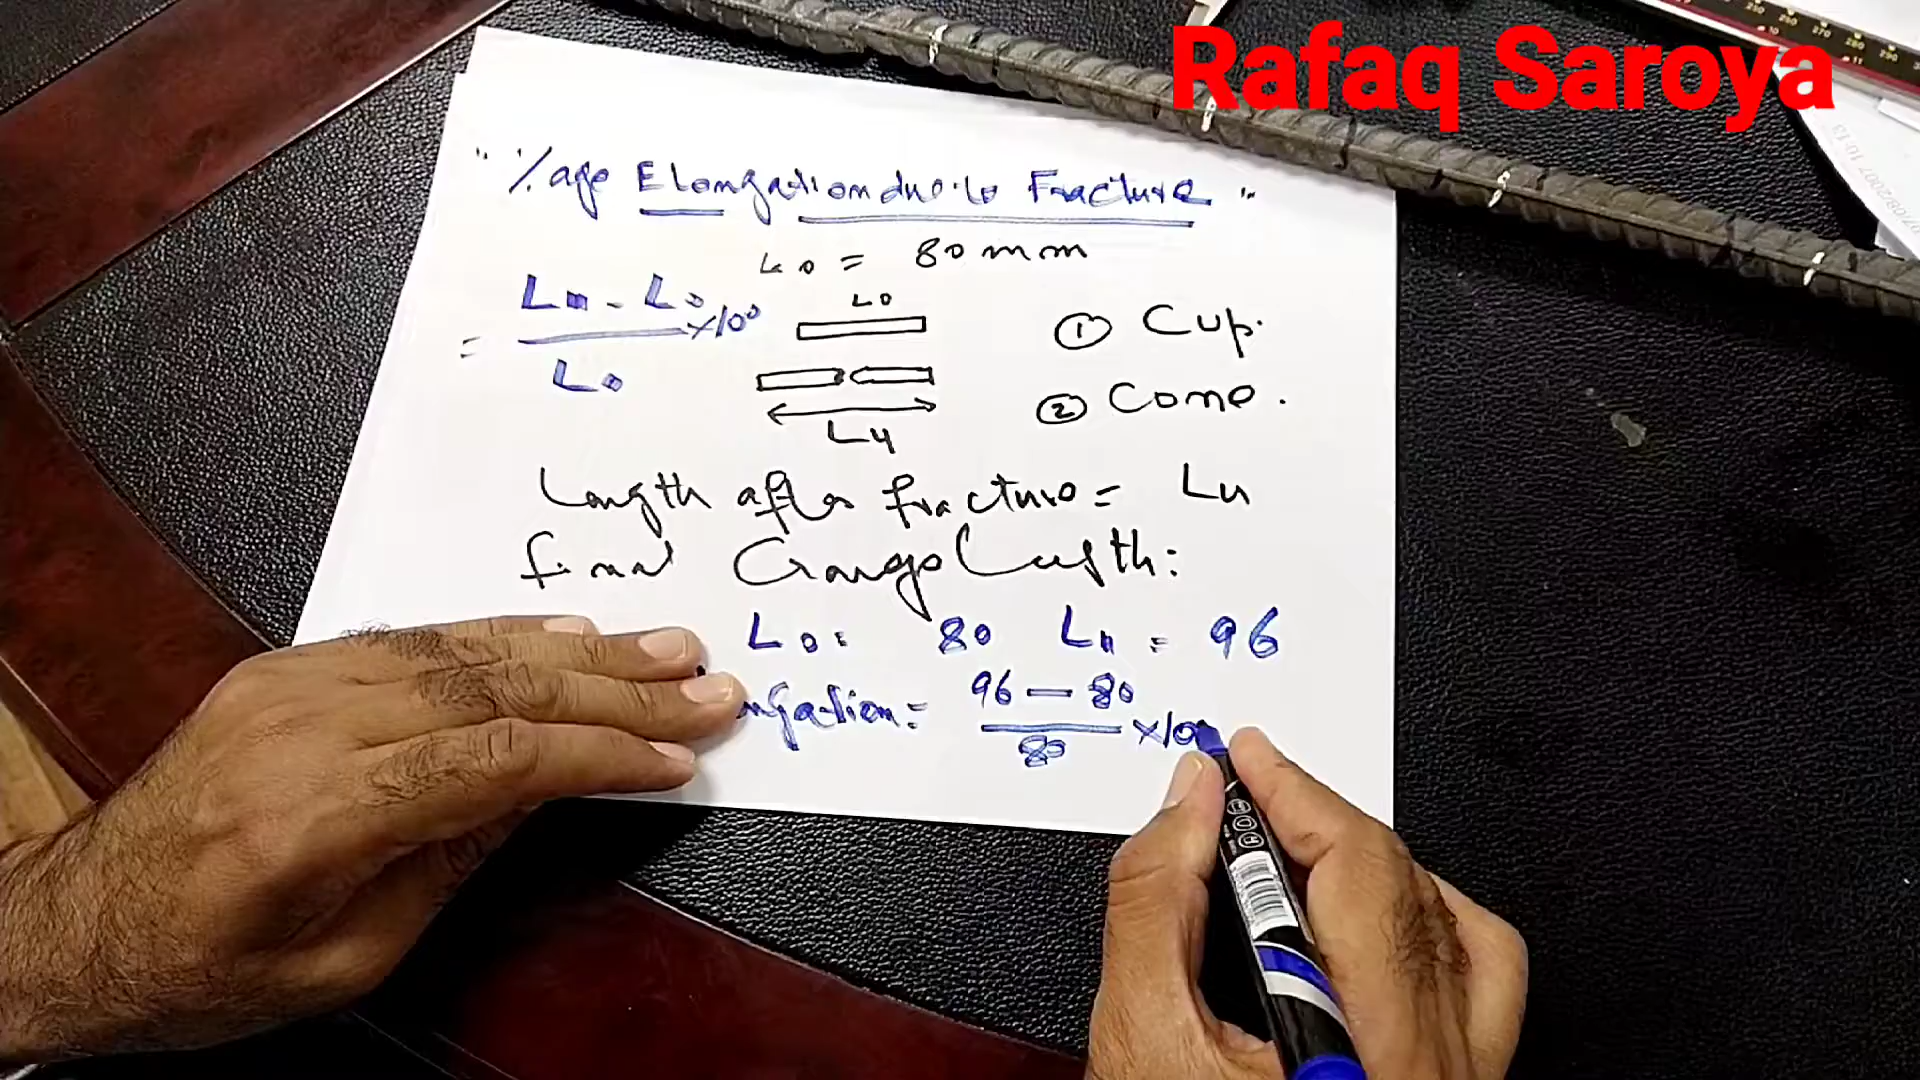 Rafaq Saroya
"%age Elongation due to Fracture"
Lo = 80 mm
= Lu - Lo / Lo ×100
Lo
Lu
① Cup.
② Cone.
Length after fracture = Lu
final Gauge Length:
Lo = 80 Lu = 96
ngation = 96 - 80 / 80 ×100